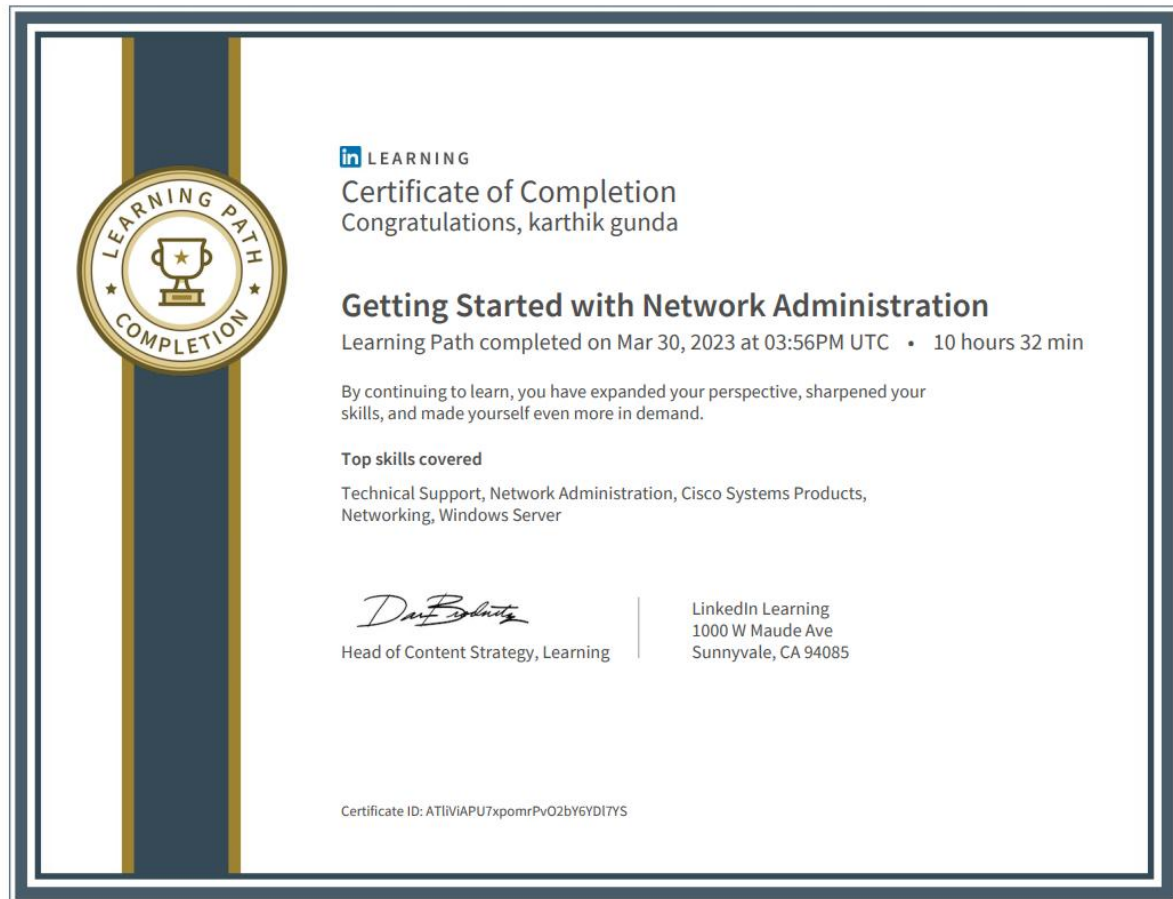 LEARNING PATH
COMPLETION
in LEARNING
Certificate of Completion
Congratulations, karthik gunda
Getting Started with Network Administration
Learning Path completed on Mar 30, 2023 at 03:56PM UTC • 10 hours 32 min
By continuing to learn, you have expanded your perspective, sharpened your
skills, and made yourself even more in demand.
Top skills covered
Technical Support, Network Administration, Cisco Systems Products,
Networking, Windows Server
Head of Content Strategy, Learning
LinkedIn Learning
1000 W Maude Ave
Sunnyvale, CA 94085
Certificate ID: ATliViAPU7xpomrPvO2bY6YDl7YS